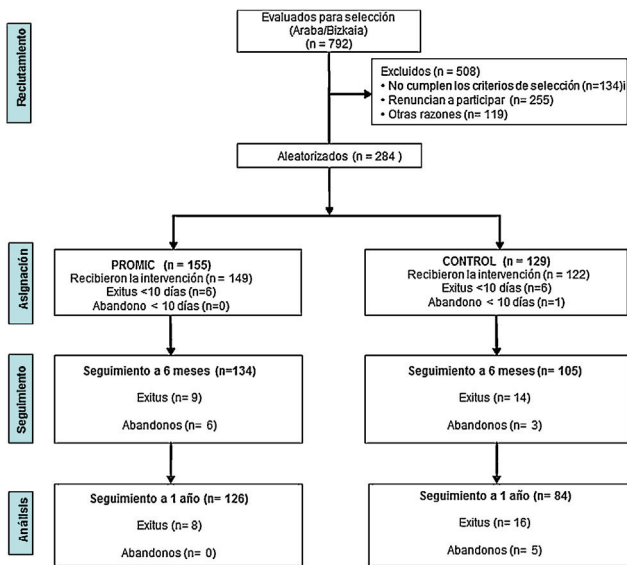 Reclutamiento
Evaluados para selección
(Araba/Bizkaia)
(n = 792)
Excluidos (n = 508)
• No cumplen los criterios de selección (n=134)i
• Renuncian a participar (n= 255)
• Otras razones (n= 119)
Aleatorizados (n = 284 )
Asignación
PROMIC (n = 155)
Recibieron la intervención (n = 149)
Exitus <10 días (n=6)
Abandono < 10 días (n=0)
CONTROL (n = 129)
Recibieron la intervención (n = 122)
Exitus <10 días (n=6)
Abandono < 10 días (n=1)
Seguimiento
Seguimiento a 6 meses (n=134)
Exitus (n= 9)
Abandonos (n= 6)
Seguimiento a 6 meses (n= 105)
Exitus (n= 14)
Abandonos (n= 3)
Análisis
Seguimiento a 1 año (n= 126)
Exitus (n= 8)
Abandonos (n= 0)
Seguimiento a 1 año (n= 84)
Exitus (n= 16)
Abandonos (n= 5)